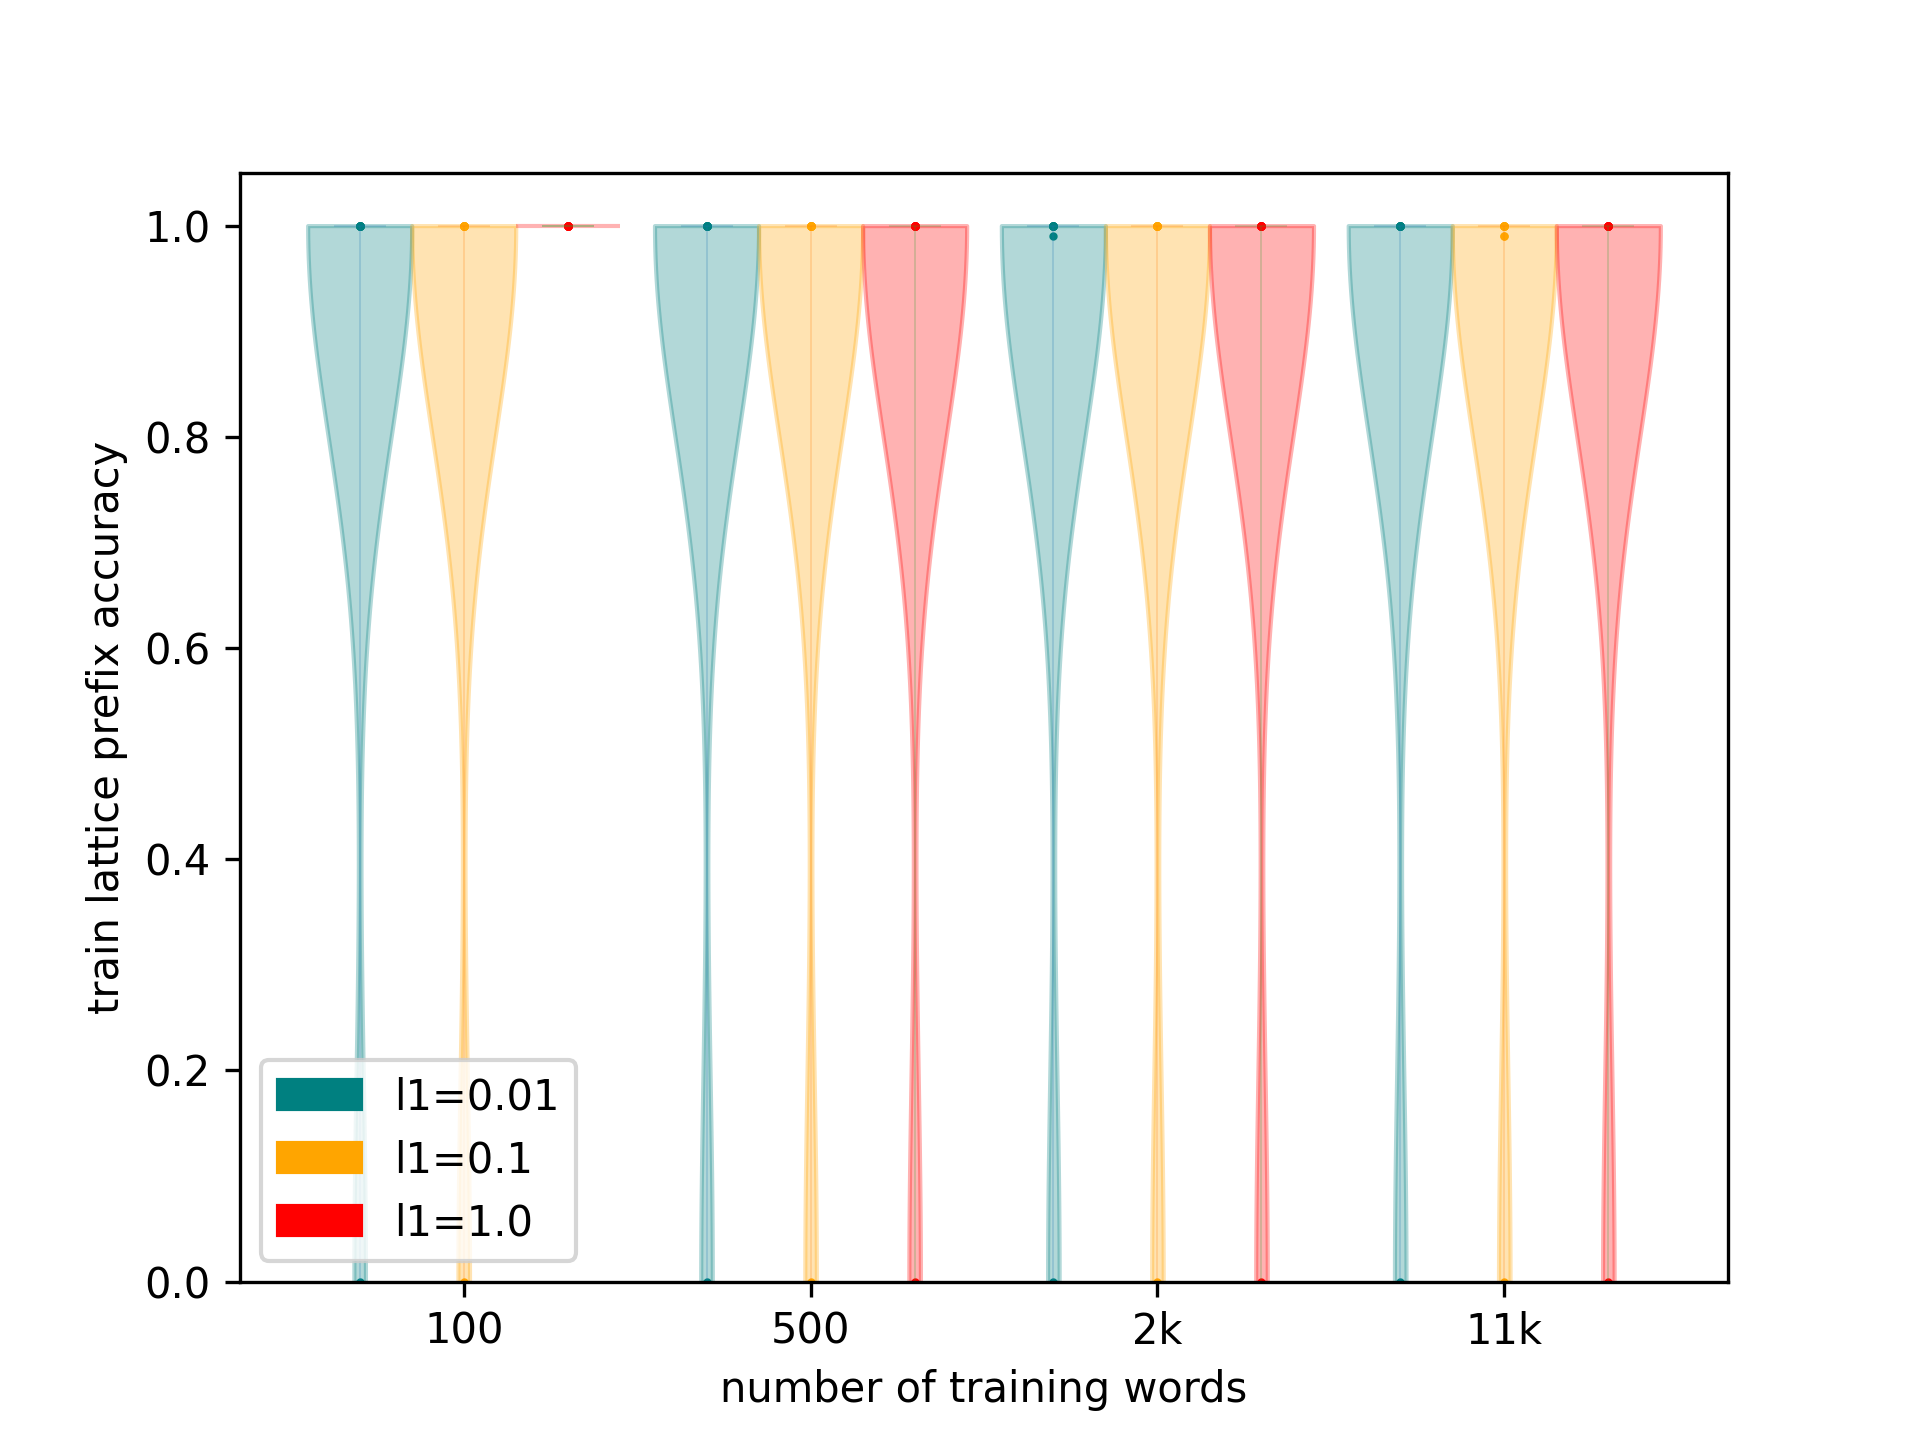 1.0
0.8
0.6
0.4
0.2
0.0
train lattice prefix accuracy
l1=0.01
l1=0.1
l1=1.0
100 500 2k 11k
number of training words